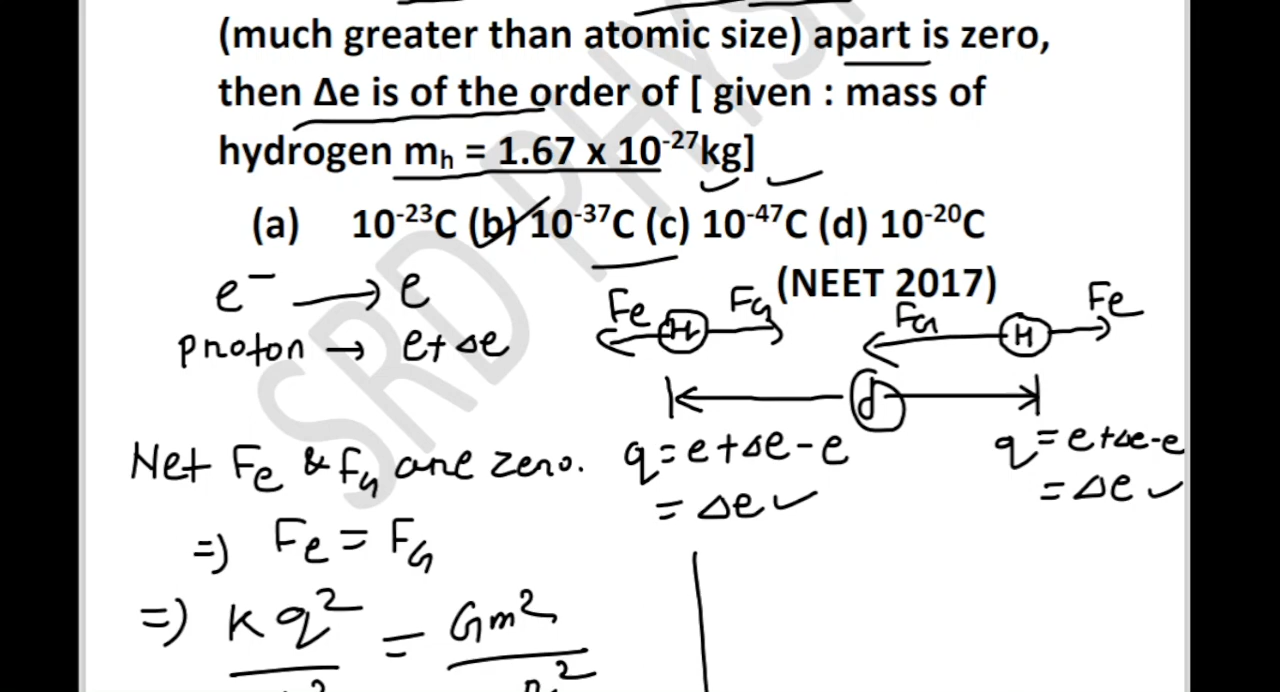 (much greater than atomic size) apart is zero,
then Δe is of the order of [ given : mass of
hydrogen mₕ = 1.67 x 10⁻²⁷kg]
(a) 10⁻²³C (b) 10⁻³⁷C (c) 10⁻⁴⁷C (d) 10⁻²⁰C
(NEET 2017)
e⁻ → e
proton → e+Δe
Fe H FG FG H Fe
d
Net Fe & FG are zero.
q=e+Δe-e
= Δe ✓
q=e+Δe-e
= Δe ✓
=) Fe = FG
=) Kq² = Gm²
SRD PHYSI